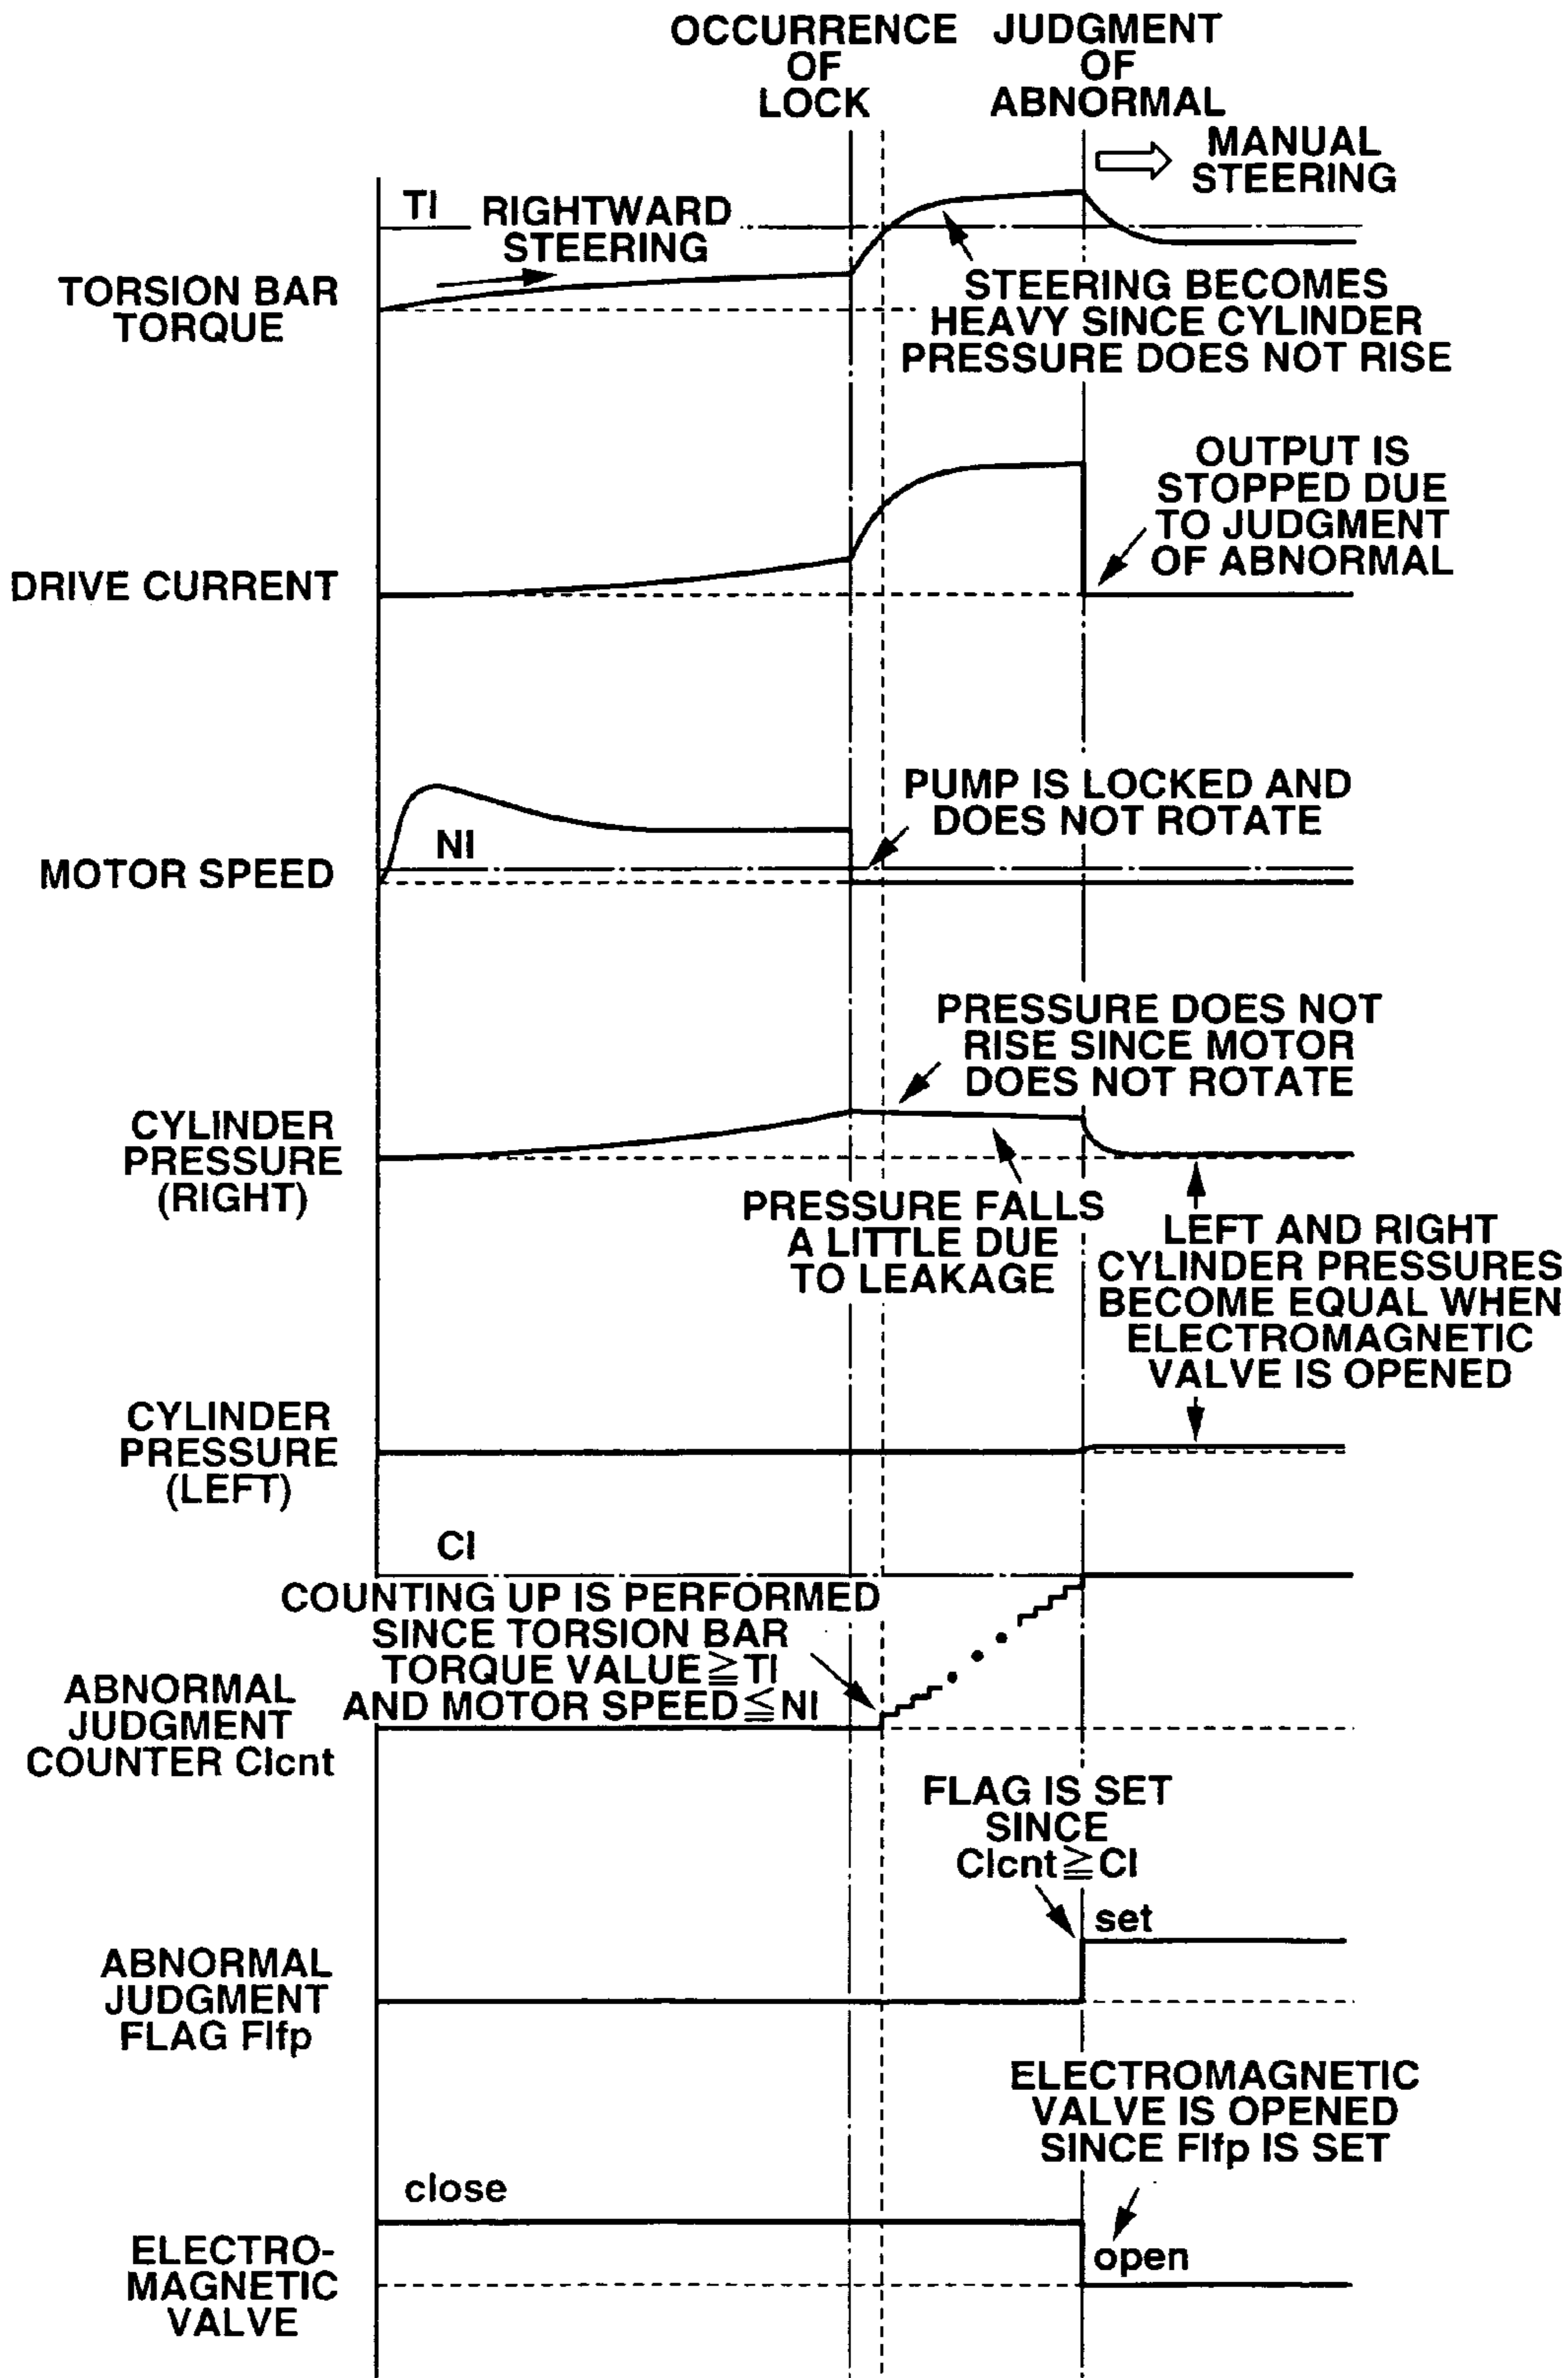 OCCURRENCE
OF
LOCK
JUDGMENT
OF
ABNORMAL
MANUAL
STEERING
TI
RIGHTWARD
STEERING
TORSION BAR
TORQUE
STEERING BECOMES
HEAVY SINCE CYLINDER
PRESSURE DOES NOT RISE
OUTPUT IS
STOPPED DUE
TO JUDGMENT
OF ABNORMAL
DRIVE CURRENT
PUMP IS LOCKED AND
DOES NOT ROTATE
NI
MOTOR SPEED
PRESSURE DOES NOT
RISE SINCE MOTOR
DOES NOT ROTATE
CYLINDER
PRESSURE
(RIGHT)
PRESSURE FALLS
A LITTLE DUE
TO LEAKAGE
LEFT AND RIGHT
CYLINDER PRESSURES
BECOME EQUAL WHEN
ELECTROMAGNETIC
VALVE IS OPENED
CYLINDER
PRESSURE
(LEFT)
CI
COUNTING UP IS PERFORMED
SINCE TORSION BAR
TORQUE VALUE≧TI
AND MOTOR SPEED≦NI
ABNORMAL
JUDGMENT
COUNTER CIcnt
FLAG IS SET
SINCE
CIcnt≧CI
set
ABNORMAL
JUDGMENT
FLAG FIfp
ELECTROMAGNETIC
VALVE IS OPENED
SINCE FIfp IS SET
close
open
ELECTRO-
MAGNETIC
VALVE